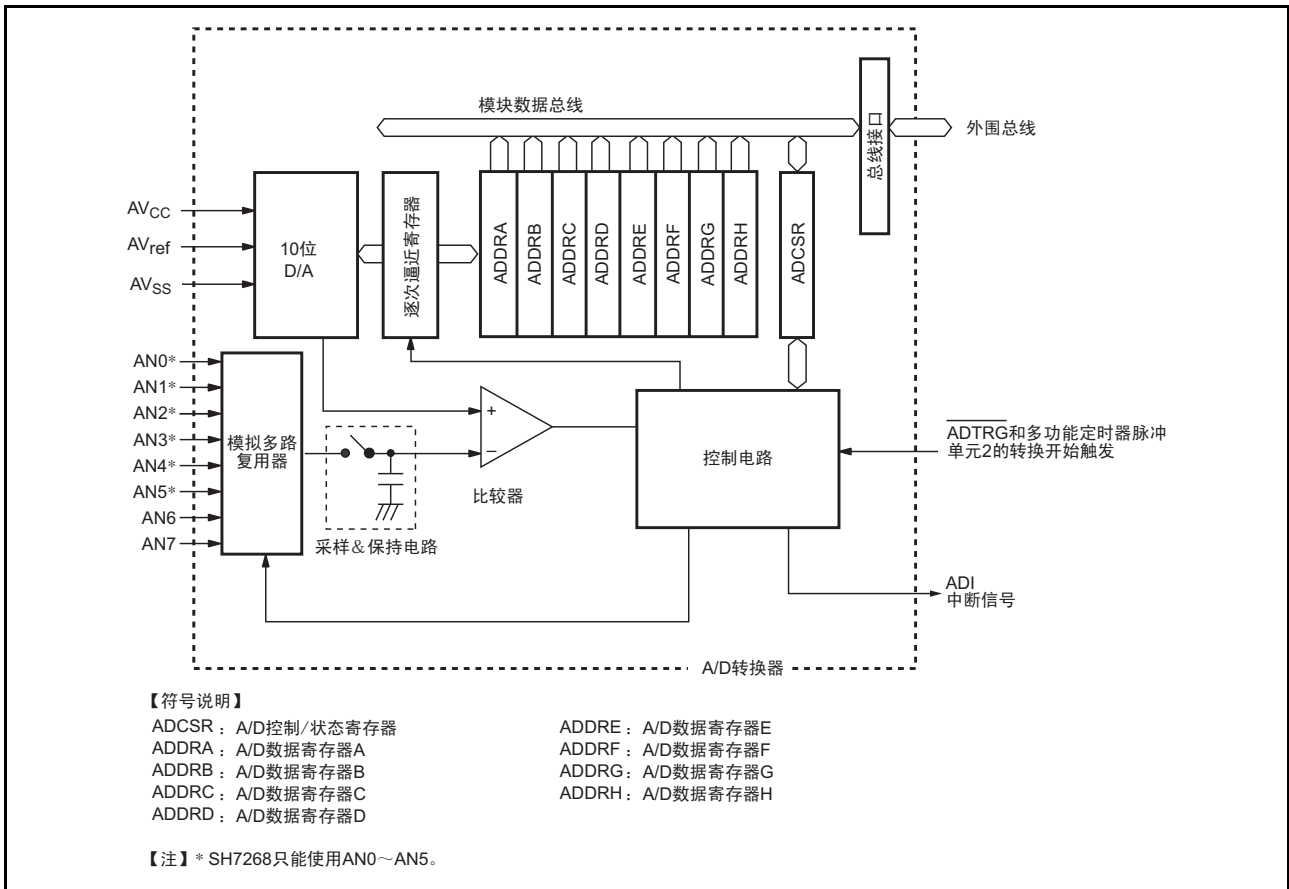 模块数据总线
总线接口
外围总线
AVCC
AVref
AVSS
10位
D/A
逐次逼近寄存器
ADDRA
ADDRB
ADDRC
ADDRD
ADDRE
ADDRF
ADDRG
ADDRH
ADCSR
AN0*
AN1*
AN2*
AN3*
AN4*
AN5*
AN6
AN7
模拟多路
复用器
+
−
比较器
采样&保持电路
控制电路
ADTRG和多功能定时器脉冲
单元2的转换开始触发
ADI
中断信号
A/D转换器
【符号说明】
ADCSR：A/D控制/状态寄存器
ADDRA：A/D数据寄存器A
ADDRB：A/D数据寄存器B
ADDRC：A/D数据寄存器C
ADDRD：A/D数据寄存器D
ADDRE：A/D数据寄存器E
ADDRF：A/D数据寄存器F
ADDRG：A/D数据寄存器G
ADDRH：A/D数据寄存器H
【注】* SH7268只能使用AN0～AN5。